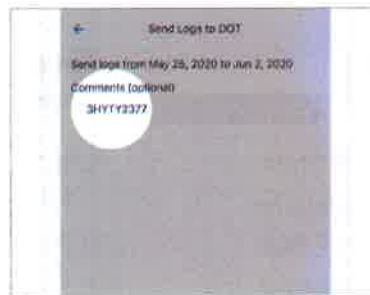 Send Logs to DOT
Send logs from May 26, 2020 to Jun 2, 2020
Comments (optional)
3HYTY3377